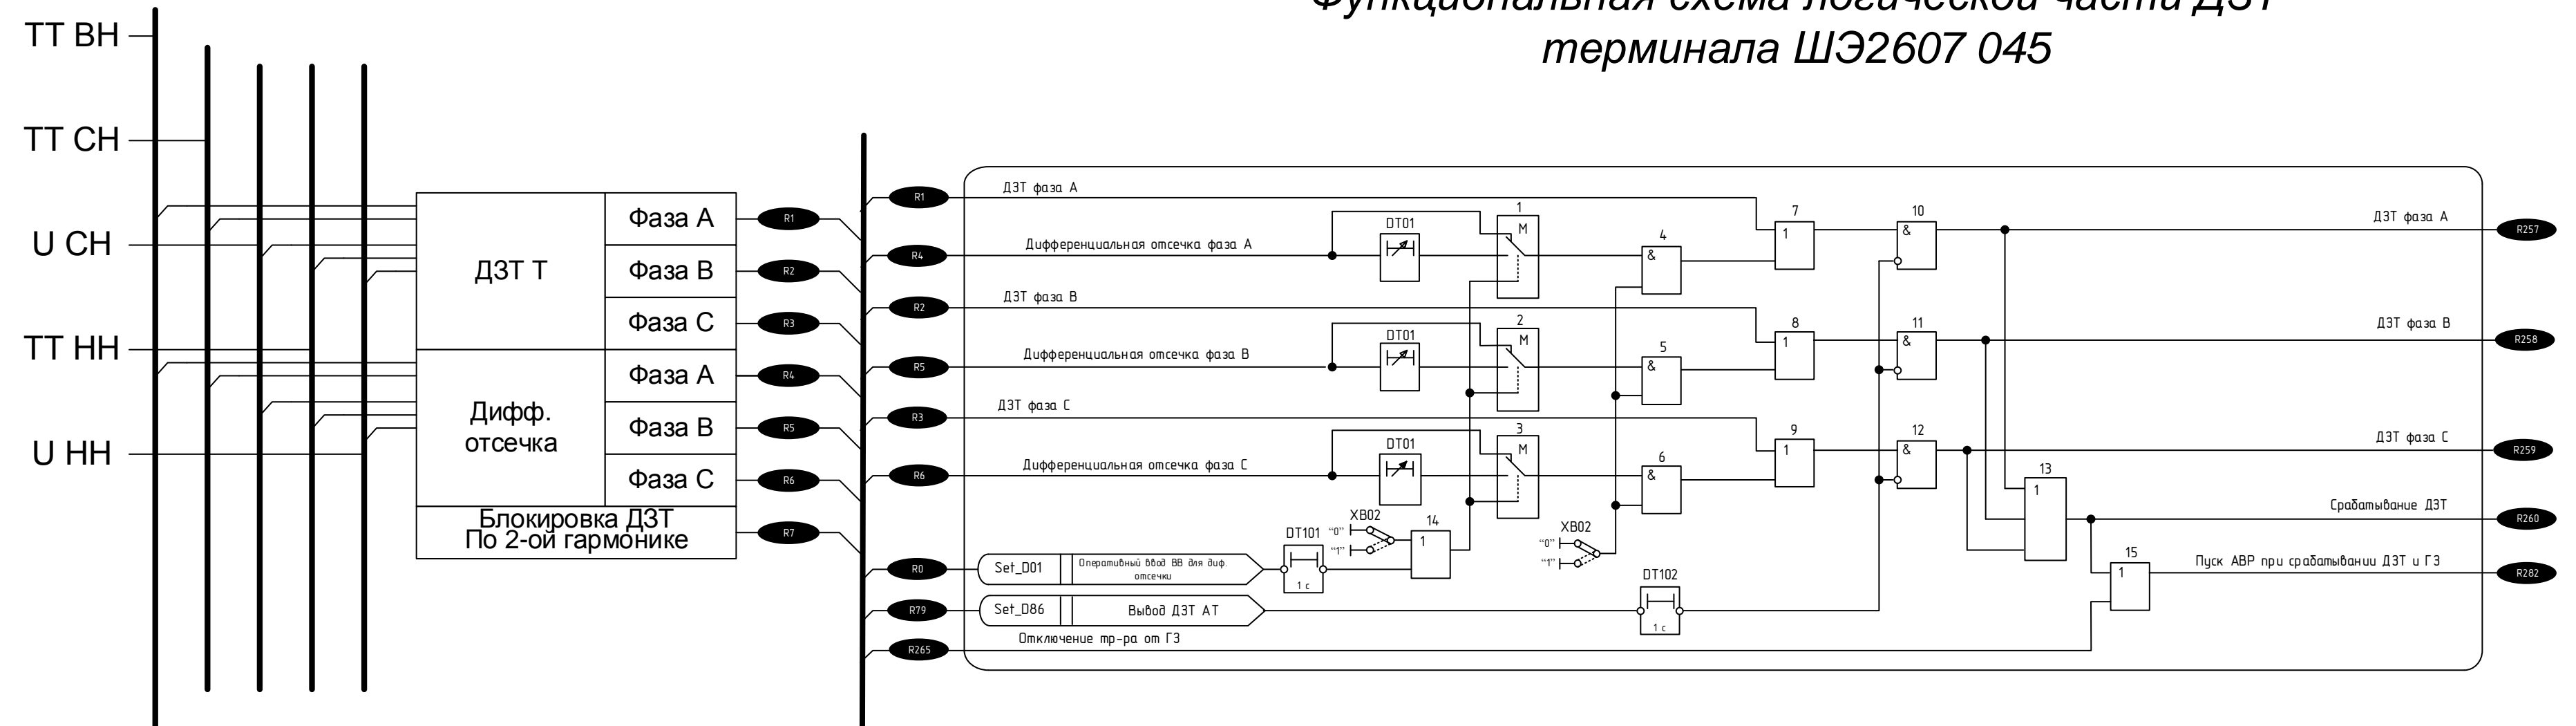 Функциональная схема логической части ДЗТ
терминала ШЭ2607 045
ТТ ВН
ТТ СН
U СН
ТТ НН
U НН
ДЗТ Т
Фаза А
Фаза В
Фаза С
Дифф.
отсечка
Фаза А
Фаза В
Фаза С
Блокировка ДЗТ
По 2-ой гармонике
R1
R2
R3
R4
R5
R6
R7
R1
ДЗТ фаза А
R4
Дифференциальная отсечка фаза А
DT01
1
М
4
&
7
1
10
&
ДЗТ фаза А
R257
R2
ДЗТ фаза В
R5
Дифференциальная отсечка фаза В
DT01
2
М
5
&
8
1
11
&
ДЗТ фаза В
R258
R3
ДЗТ фаза С
R6
Дифференциальная отсечка фаза С
DT01
3
М
6
&
9
1
12
&
ДЗТ фаза С
R259
13
1
Срабатывание ДЗТ
R260
R0
Set_D01
Оперативный ввод ВВ для диф.
отсечки
DT101
1 с
XB02
"0"
"1"
14
1
XB02
"0"
"1"
15
1
Пуск АВР при срабатывании ДЗТ и ГЗ
R282
R79
Set_D86
Вывод ДЗТ АТ
DT102
1 с
R265
Отключение тр-ра от ГЗ